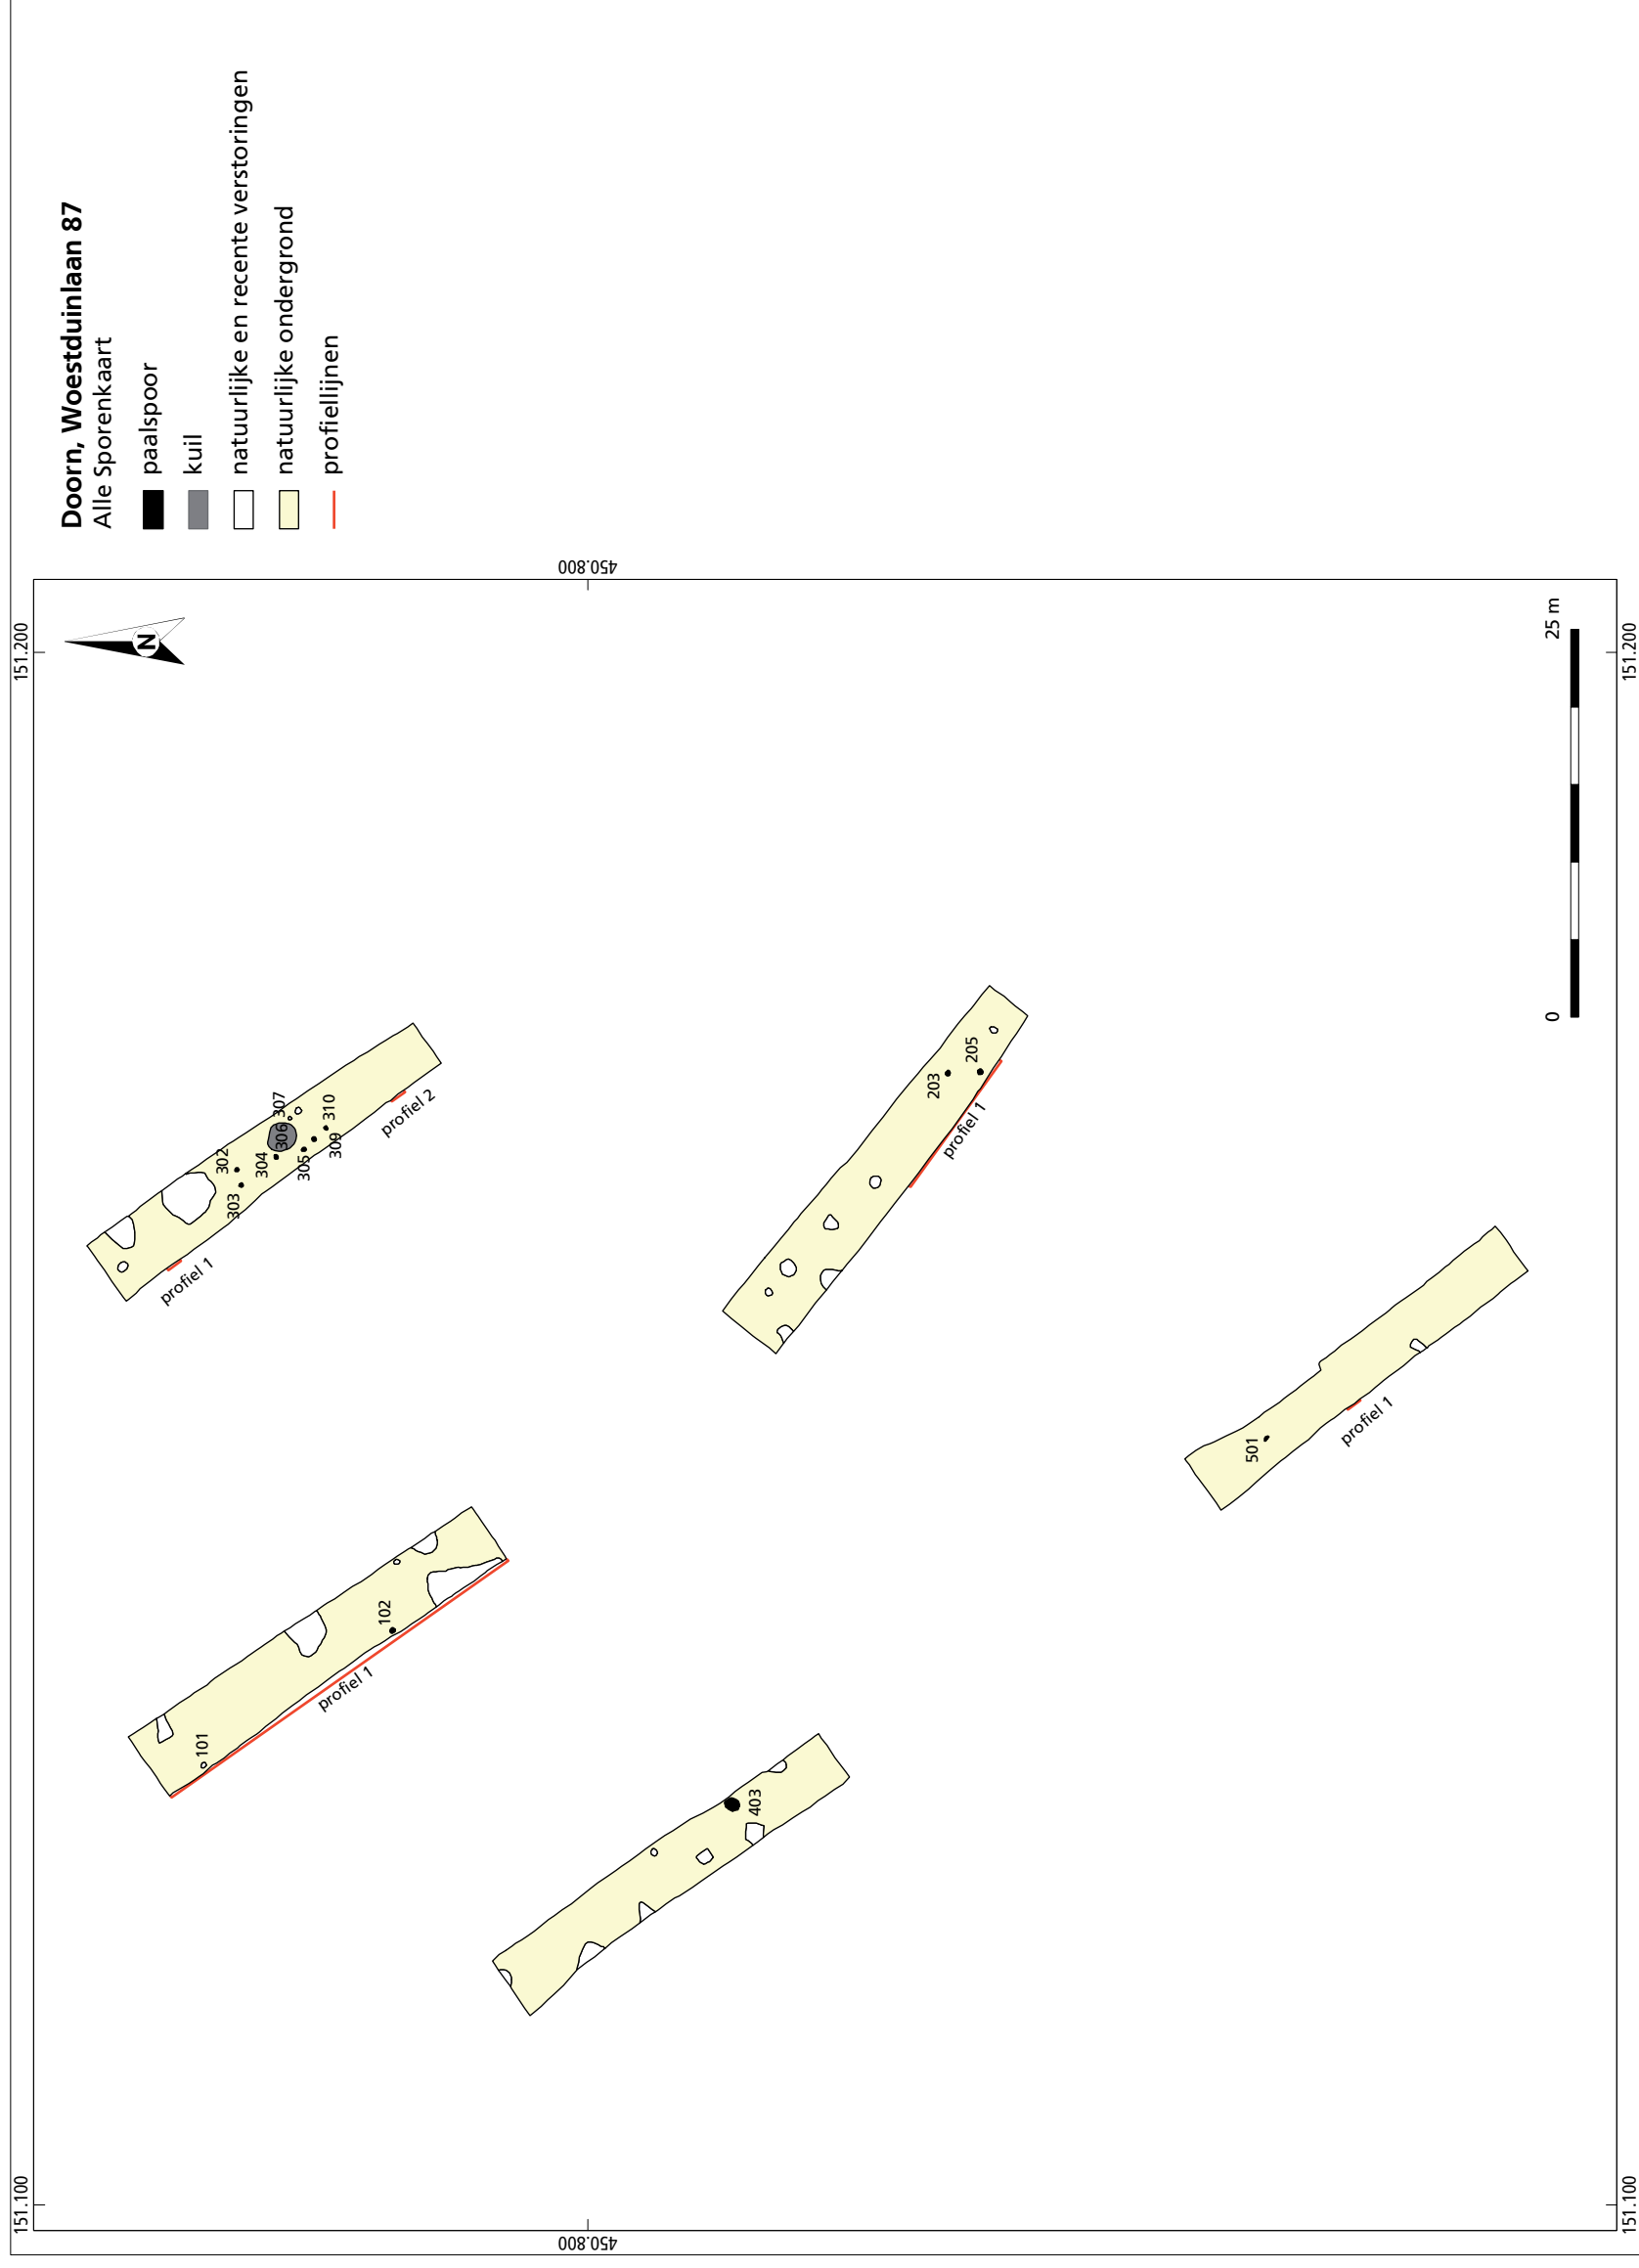 Doorn, Woestduinlaan 87
Alle Sporenkaart
paalspoor
kuil
natuurlijke en recente verstoringen
natuurlijke ondergrond
profiellijnen
151.100
151.200
450.800
450.800
N
302
303
304
305
306
307
309
310
profiel 1
profiel 2
101
102
profiel 1
403
203
205
profiel 1
501
profiel 1
0
25 m
151.100
151.200